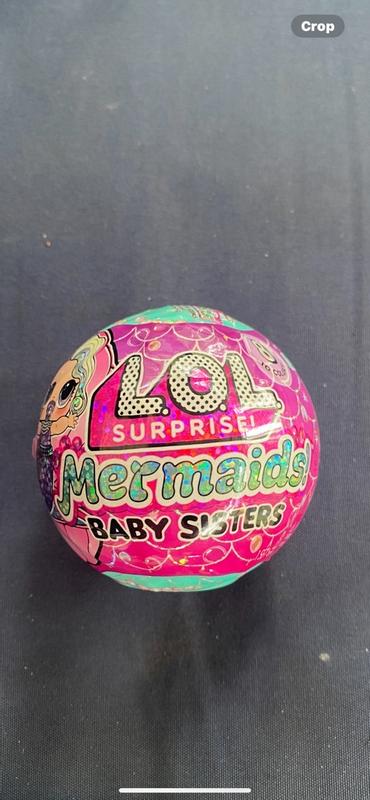 Crop
L.O.L.
SURPRISE!
Mermaids!
BABY SISTERS